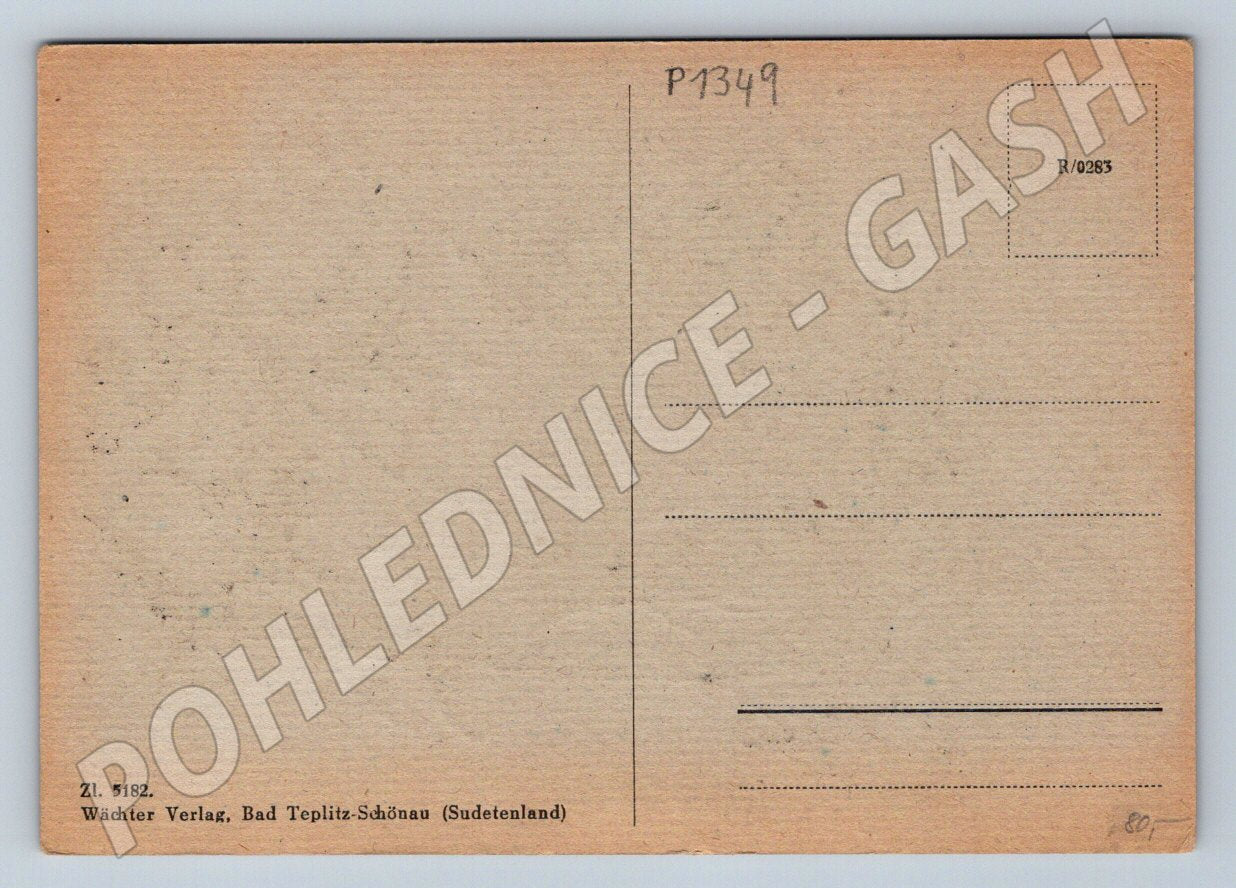 P1349
R/0283
POHLEDNICE - GASH
Zl. 5182.
Wächter Verlag, Bad Teplitz-Schönau (Sudetenland)
80,-